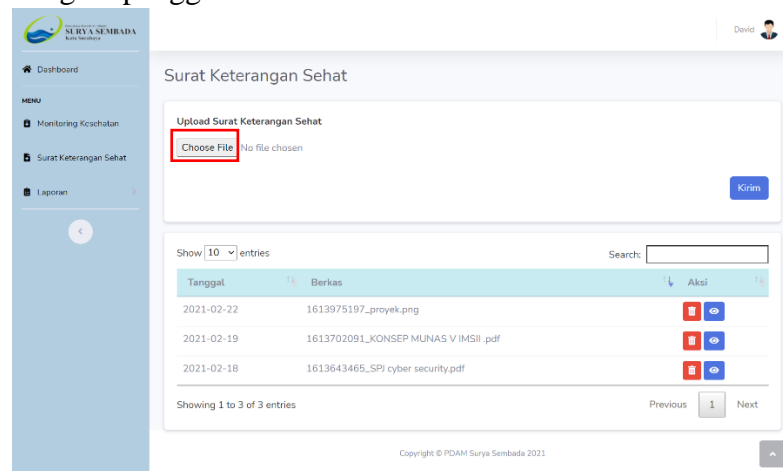 SURYA SEMBADA
Kota Surabaya
David
Dashboard
Surat Keterangan Sehat
MENU
Monitoring Kesehatan
Upload Surat Keterangan Sehat
Choose File No file chosen
Surat Keterangan Sehat
Kirim
Laporan
Show 10 entries
Search:
Tanggal Berkas Aksi
2021-02-22 1613975197_proyek.png
2021-02-19 1613702091_KONSEP MUNAS V IMSII .pdf
2021-02-18 1613643465_SPJ cyber security.pdf
Showing 1 to 3 of 3 entries
Previous 1 Next
Copyright © PDAM Surya Sembada 2021